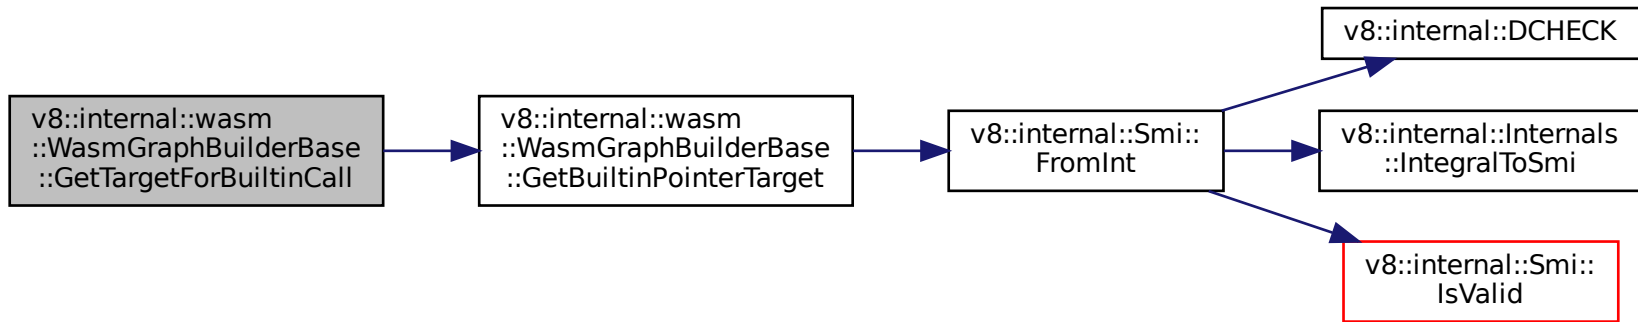 v8::internal::wasm
::WasmGraphBuilderBase
::GetTargetForBuiltinCall
v8::internal::wasm
::WasmGraphBuilderBase
::GetBuiltinPointerTarget
v8::internal::Smi::
FromInt
v8::internal::DCHECK
v8::internal::Internals
::IntegralToSmi
v8::internal::Smi::
IsValid